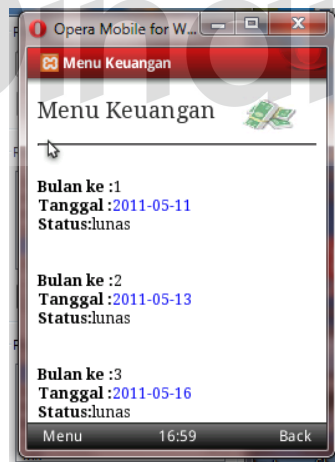 Opera Mobile for W...
Menu Keuangan
Menu Keuangan
Bulan ke :1
Tanggal :2011-05-11
Status:lunas
Bulan ke :2
Tanggal :2011-05-13
Status:lunas
Bulan ke :3
Tanggal :2011-05-16
Status:lunas
Menu 16:59 Back